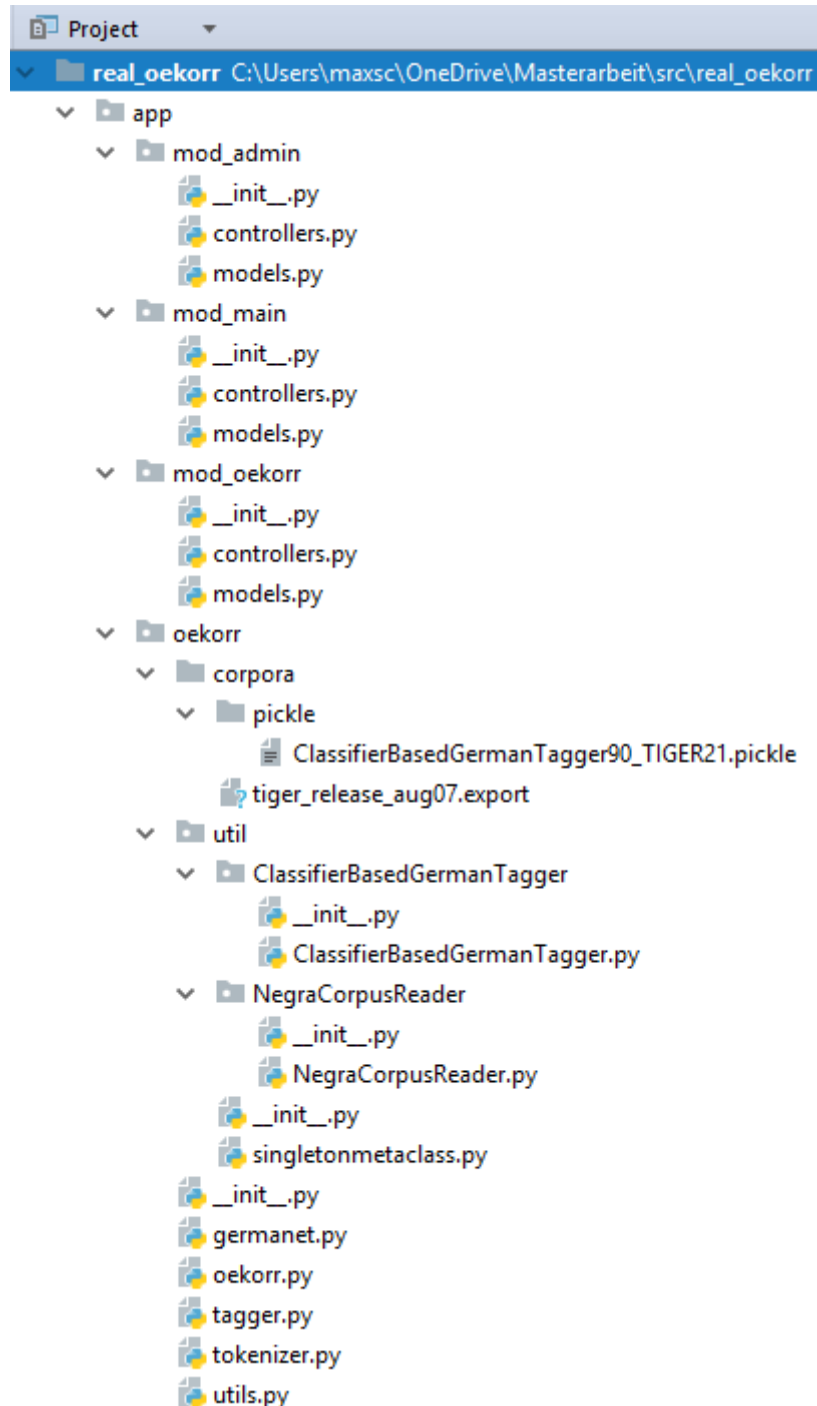 Project
real_oekorr C:\Users\maxsc\OneDrive\Masterarbeit\src\real_oekorr
app
mod_admin
__init__.py
controllers.py
models.py
mod_main
__init__.py
controllers.py
models.py
mod_oekorr
__init__.py
controllers.py
models.py
oekorr
corpora
pickle
ClassifierBasedGermanTagger90_TIGER21.pickle
tiger_release_aug07.export
util
ClassifierBasedGermanTagger
__init__.py
ClassifierBasedGermanTagger.py
NegraCorpusReader
__init__.py
NegraCorpusReader.py
__init__.py
singletonmetaclass.py
__init__.py
germanet.py
oekorr.py
tagger.py
tokenizer.py
utils.py